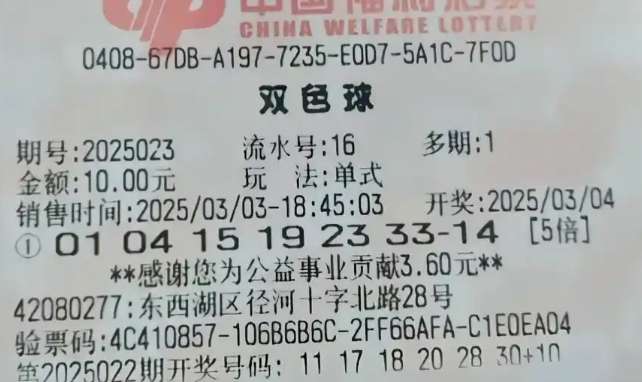 中国福利彩票
CHINA WELFARE LOTTERY
0408-67DB-A197-7235-E0D7-5A1C-7F0D
双色球
期号:2025023 流水号:16 多期:1
金额:10.00元 玩 法:单式
销售时间:2025/03/03-18:45:03 开奖:2025/03/04
① 01 04 15 19 23 33-14 [5倍]
**感谢您为公益事业贡献3.60元**
42080277:东西湖区径河十字北路28号
验票码:4C410857-106B6B6C-2FF66AFA-C1E0EA04
第2025022期开奖号码: 11 17 18 20 28 30+10